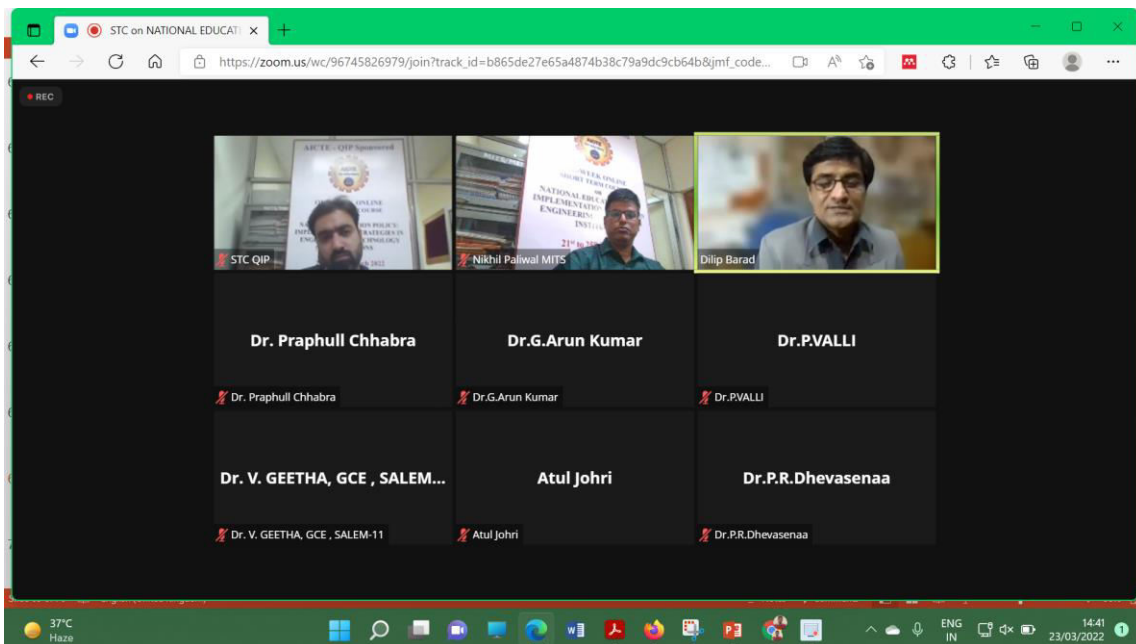 STC on NATIONAL EDUCATI
https://zoom.us/wc/96745826979/join?track_id=b865de27e65a4874b38c79a9dc9cb64b&jmf_code...
REC
AICTE - QIP Sponsored
STC QIP
NATIONAL
IMPLEMENTATION
Nikhil Paliwal MITS
Dilip Barad
Dr. Praphull Chhabra
Dr.G.Arun Kumar
Dr.P.VALLI
Dr. Praphull Chhabra
Dr.G.Arun Kumar
Dr.P.VALLI
Dr. V. GEETHA, GCE , SALEM...
Atul Johri
Dr.P.R.Dhevasenaa
Dr. V. GEETHA, GCE , SALEM-11
Atul Johri
Dr.P.R.Dhevasenaa
37°C
Haze
ENG
IN
14:41
23/03/2022
1